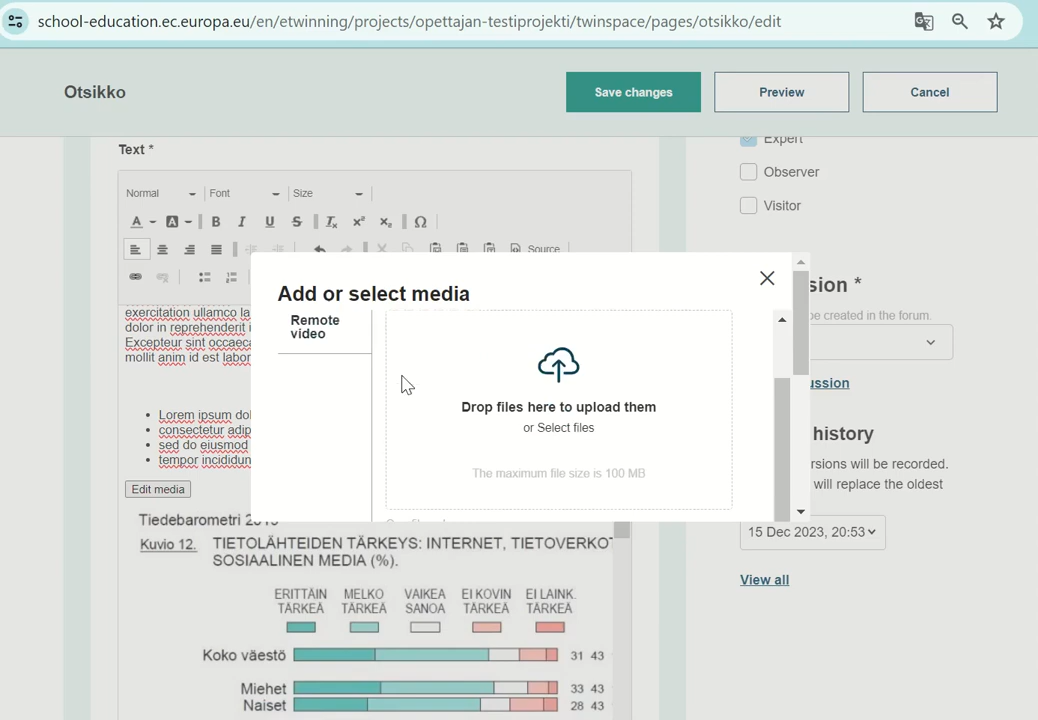 school-education.ec.europa.eu/en/etwinning/projects/opettajan-testiprojekti/twinspace/pages/otsikko/edit
Otsikko
Save changes
Preview
Cancel
Text *
Normal
Font
Size
Source
exercitation ullamco la
dolor in reprehenderit i
Excepteur sint occaeca
mollit anim id est labor
Lorem ipsum dol
consectetur adip
sed do eiusmod
tempor incididun
Edit media
Tiedebarometri
Kuvio 12. TIETOLÄHTEIDEN TÄRKEYS: INTERNET, TIETOVERKOT
SOSIAALINEN MEDIA (%).
ERITTÄIN TÄRKEÄ
MELKO TÄRKEÄ
VAIKEA SANOA
EI KOVIN TÄRKEÄ
EI LAINK. TÄRKEÄ
Koko väestö 31 43
Miehet 33 43
Naiset 28 43
Add or select media
Remote
video
Drop files here to upload them
or Select files
The maximum file size is 100 MB
Expert
Observer
Visitor
sion *
be created in the forum.
ussion
history
rsions will be recorded.
will replace the oldest
15 Dec 2023, 20:53
View all